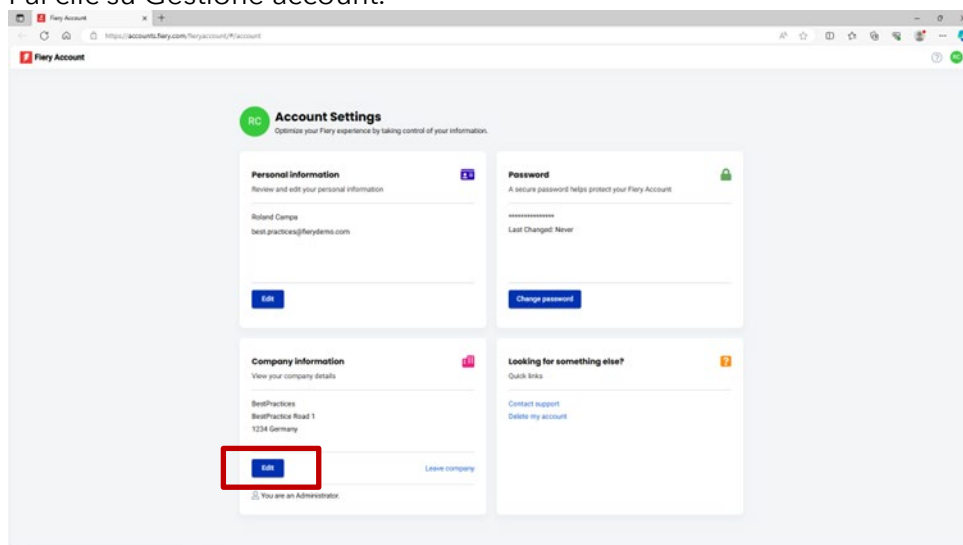 Fai clic su Gestione account.
Fiery Account
https://accounts.fiery.com/fieryaccount/#/account
Fiery Account
RC
RC
Account Settings
Optimize your Fiery experience by taking control of your information.
Personal information
Review and edit your personal information
Roland Campa
best.practices@fierydemo.com
Edit
Password
A secure password helps protect your Fiery Account
***************
Last Changed: Never
Change password
Company information
View your company details
BestPractices
BestPractice Road 1
1234 Germany
Edit
Leave company
You are an Administrator.
Looking for something else?
Quick links
Contact support
Delete my account